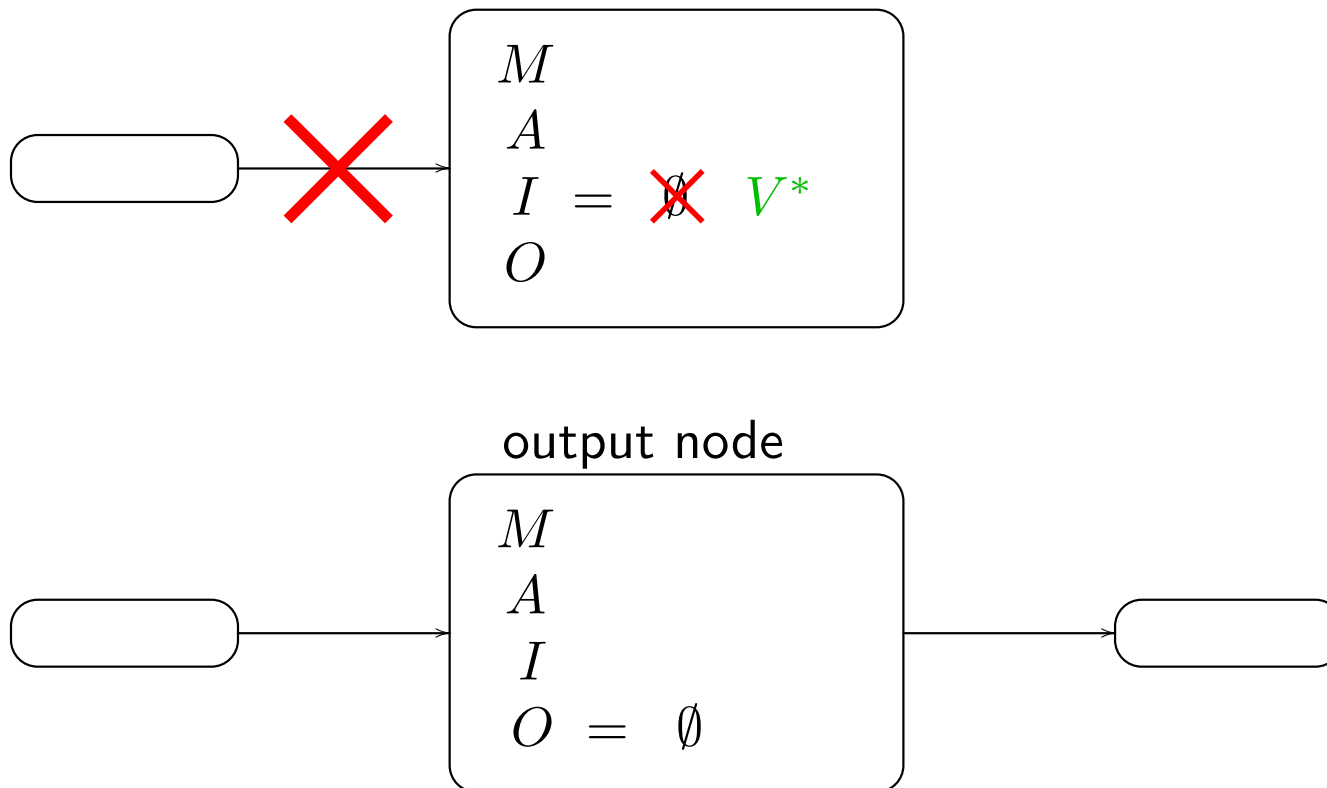 M
A
I = ∅ V*
O
output node
M
A
I
O = ∅